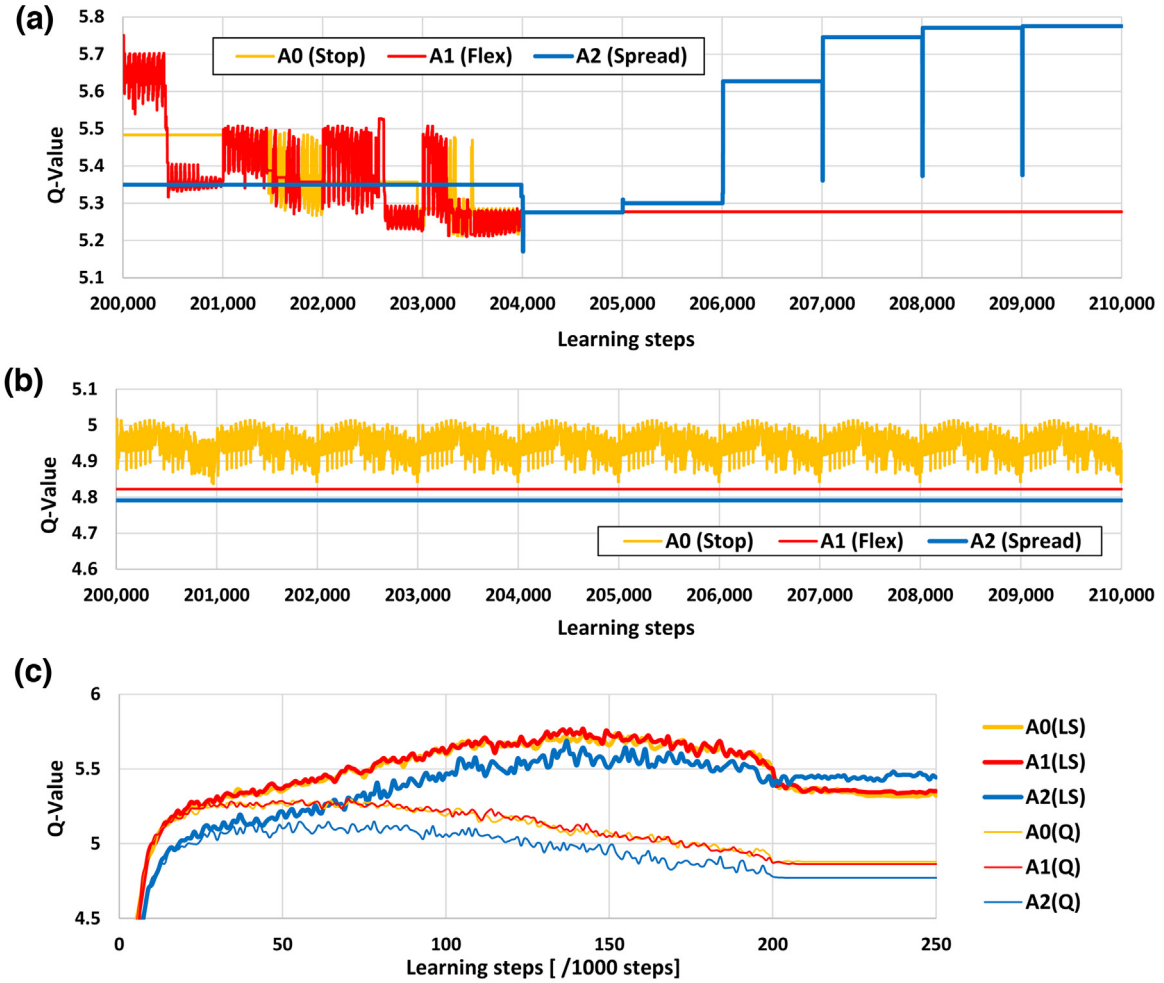 (a)
5.8
5.7
5.6
5.5
5.4
5.3
5.2
5.1
Q-Value
A0 (Stop) A1 (Flex) A2 (Spread)
200,000 201,000 202,000 203,000 204,000 205,000 206,000 207,000 208,000 209,000 210,000
Learning steps
(b)
5.1
5
4.9
4.8
4.7
4.6
Q-Value
A0 (Stop) A1 (Flex) A2 (Spread)
200,000 201,000 202,000 203,000 204,000 205,000 206,000 207,000 208,000 209,000 210,000
Learning steps
(c)
6
5.5
5
4.5
Q-Value
0 50 100 150 200 250
Learning steps [ /1000 steps]
A0(LS)
A1(LS)
A2(LS)
A0(Q)
A1(Q)
A2(Q)